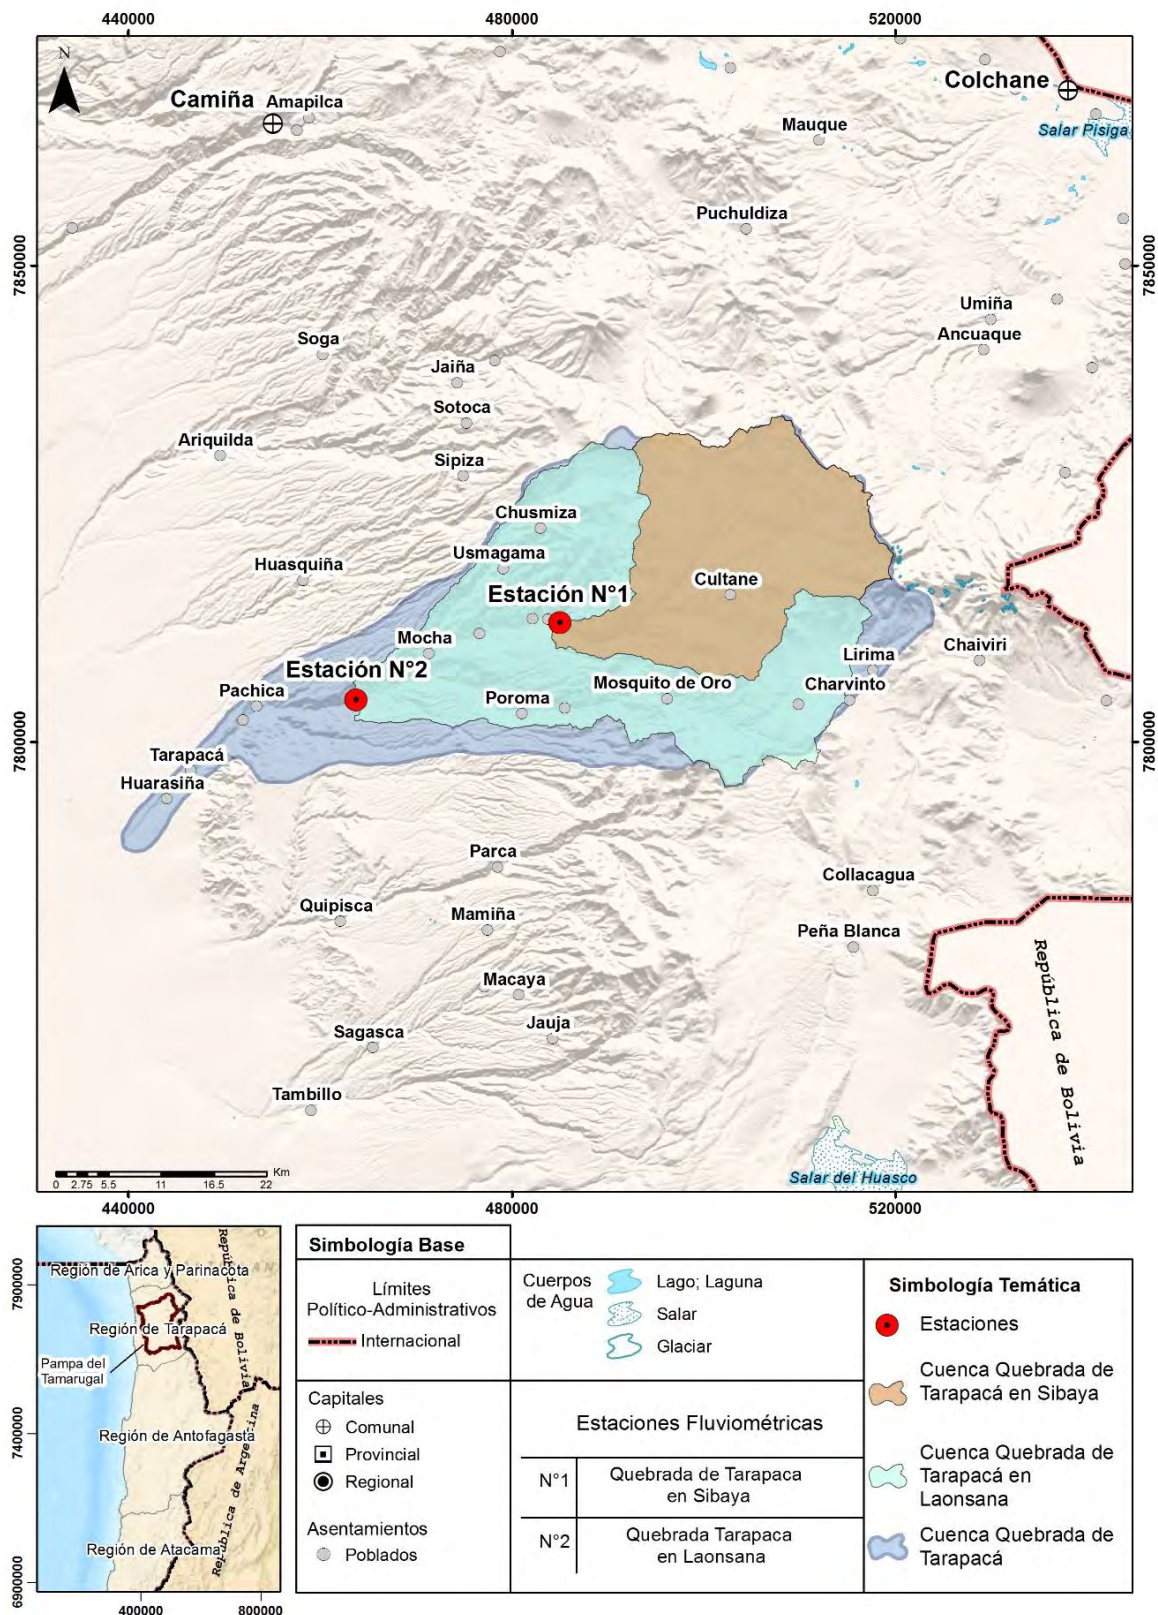 440000
480000
520000
N
Camiña
Amapilca
Colchane
Salar Pisiga
Mauque
Puchuldiza
7850000
7850000
Umiña
Ancuaque
Soga
Jaiña
Sotoca
Ariquilda
Sipiza
Chusmiza
Usmagama
Huasquiña
Cultane
Estación N°1
Mocha
Lirima
Chaiviri
Estación N°2
Pachica
Poroma
Mosquito de Oro
Charvinto
7800000
7800000
Tarapacá
Huarasiña
Parca
Collacagua
Quipisca
Mamiña
Peña Blanca
República de Bolivia
Macaya
Jauja
Sagasca
Tambillo
Salar del Huasco
Km
0 2.75 5.5 11 16.5 22
440000
480000
520000
7900000
7400000
6900000
400000
800000
Región de Arica y Parinacota
Región de Tarapacá
Pampa del
Tamarugal
República de Bolivia
Región de Antofagasta
República de Argentina
Región de Atacama
Simbología Base
Límites
Político-Administrativos
Internacional
Capitales
Comunal
Provincial
Regional
Asentamientos
Poblados
Cuerpos
de Agua
Lago; Laguna
Salar
Glaciar
Estaciones Fluviométricas
N°1
Quebrada de Tarapaca
en Sibaya
N°2
Quebrada Tarapaca
en Laonsana
Simbología Temática
Estaciones
Cuenca Quebrada de
Tarapacá en Sibaya
Cuenca Quebrada de
Tarapacá en
Laonsana
Cuenca Quebrada de
Tarapacá